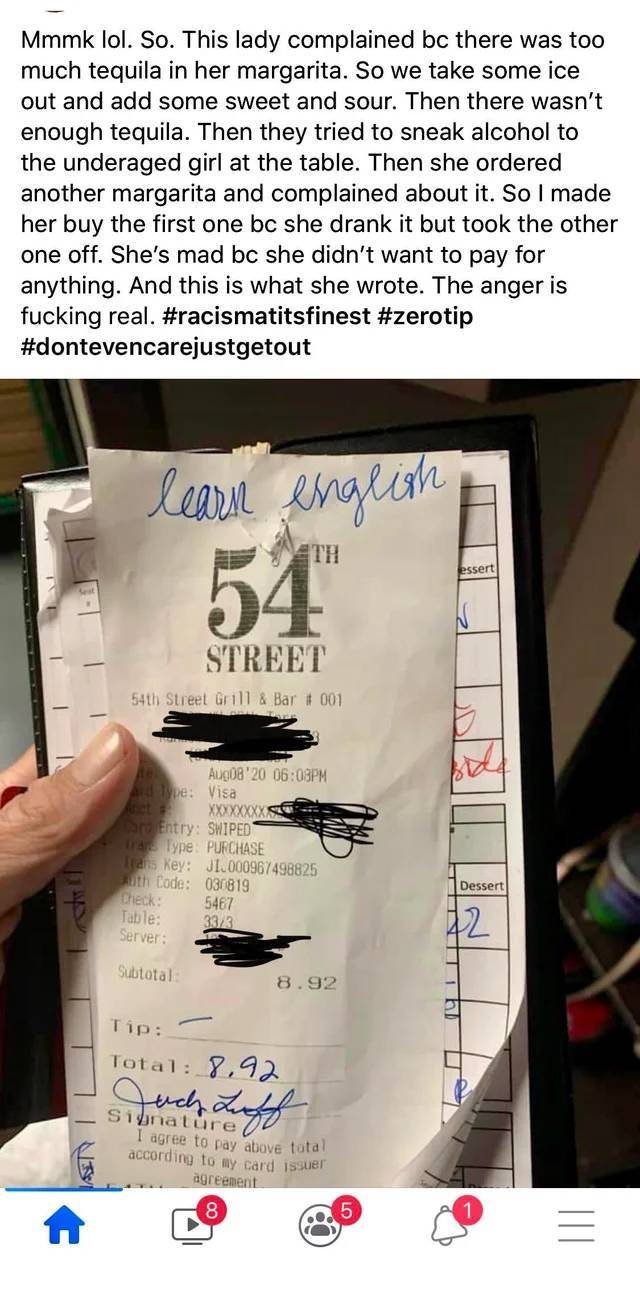 Mmmk lol. So. This lady complained bc there was too
much tequila in her margarita. So we take some ice
out and add some sweet and sour. Then there wasn't
enough tequila. Then they tried to sneak alcohol to
the underaged girl at the table. Then she ordered
another margarita and complained about it. So I made
her buy the first one bc she drank it but took the other
one off. She's mad bc she didn't want to pay for
anything. And this is what she wrote. The anger is
fucking real. #racismatitsfinest #zerotip
#dontevencarejustgetout
learn english
54TH
STREET
essert
Seat
54th Street Grill & Bar # 001
Aug08'20 06:03PM
Type: Visa
XXXXXXXX
Card Entry: SWIPED
Trans Type: PURCHASE
Trans Key: JIJ000967498825
Auth Code: 030819
Check: 5467
Table: 33/3
Server:
Subtotal: 8.92
Tip: —
Total: 8.92
Signature
I agree to pay above total
according to my card issuer
agreement
side
Dessert
8
5
1